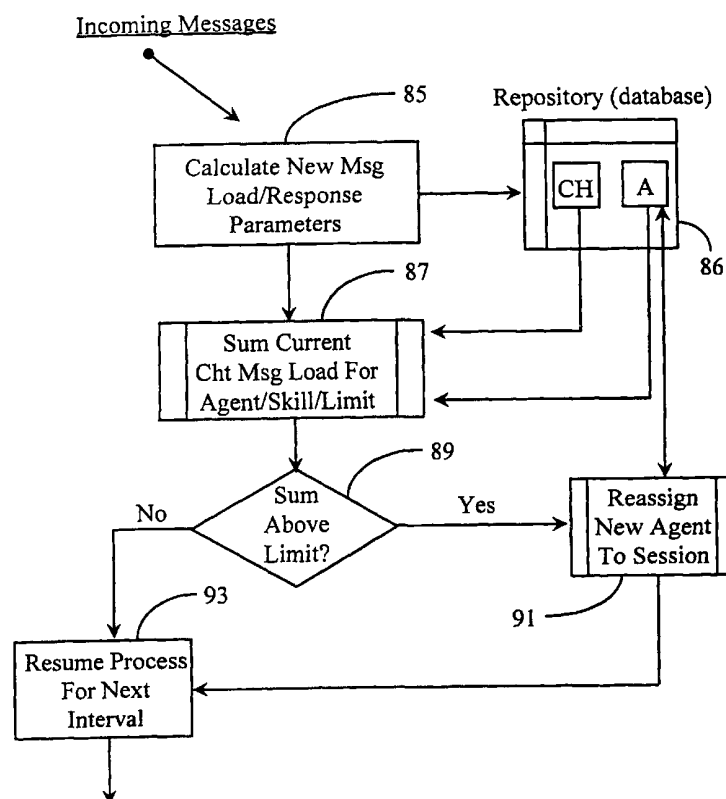 Incoming Messages
85
Repository (database)
Calculate New Msg
Load/Response
Parameters
CH
A
86
87
Sum Current
Cht Msg Load For
Agent/Skill/Limit
89
Sum
Above
Limit?
No
Yes
Reassign
New Agent
To Session
91
93
Resume Process
For Next
Interval